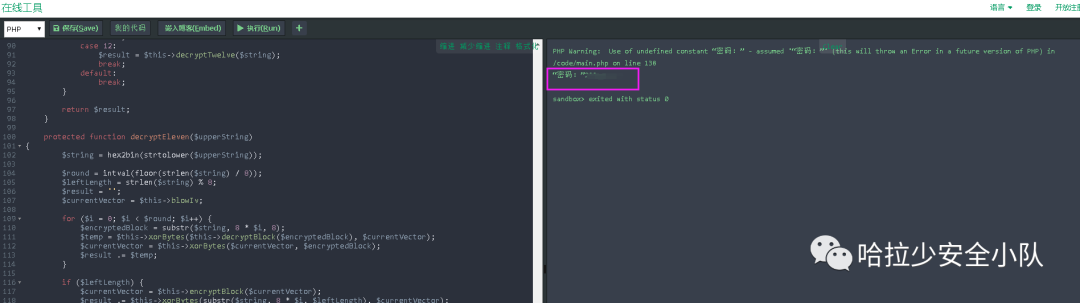 在线工具
语言 登录 开放注册
PHP 保存(Save) 我的代码 嵌入博客(Embed) 执行(Run) +
90 case 12:
91 $result = $this->decryptTwelve($string);
92 break;
93 default:
94 break;
95 }
96
97 return $result;
98 }
99
100 protected function decryptEleven($upperString)
101 {
102 $string = hex2bin(strtolower($upperString));
103
104 $round = intval(floor(strlen($string) / 8));
105 $leftLength = strlen($string) % 8;
106 $result = '';
107 $currentVector = $this->blowIv;
108
109 for ($i = 0; $i < $round; $i++) {
110 $encryptedBlock = substr($string, 8 * $i, 8);
111 $temp = $this->xorBytes($this->decryptBlock($encryptedBlock), $currentVector);
112 $currentVector = $this->xorBytes($currentVector, $encryptedBlock);
113 $result .= $temp;
114 }
115
116 if ($leftLength) {
117 $currentVector = $this->encryptBlock($currentVector);
118 $result .= $this->xorBytes(substr($string, 8 * $i, $leftLength), $currentVector);
缩进 减少缩进 注释 格式化
PHP Warning: Use of undefined constant “密码：” - assumed '“密码：”' (this will throw an Error in a future version of PHP) in
/code/main.php on line 136
“密码：”
sandbox> exited with status 0
哈拉少安全小队